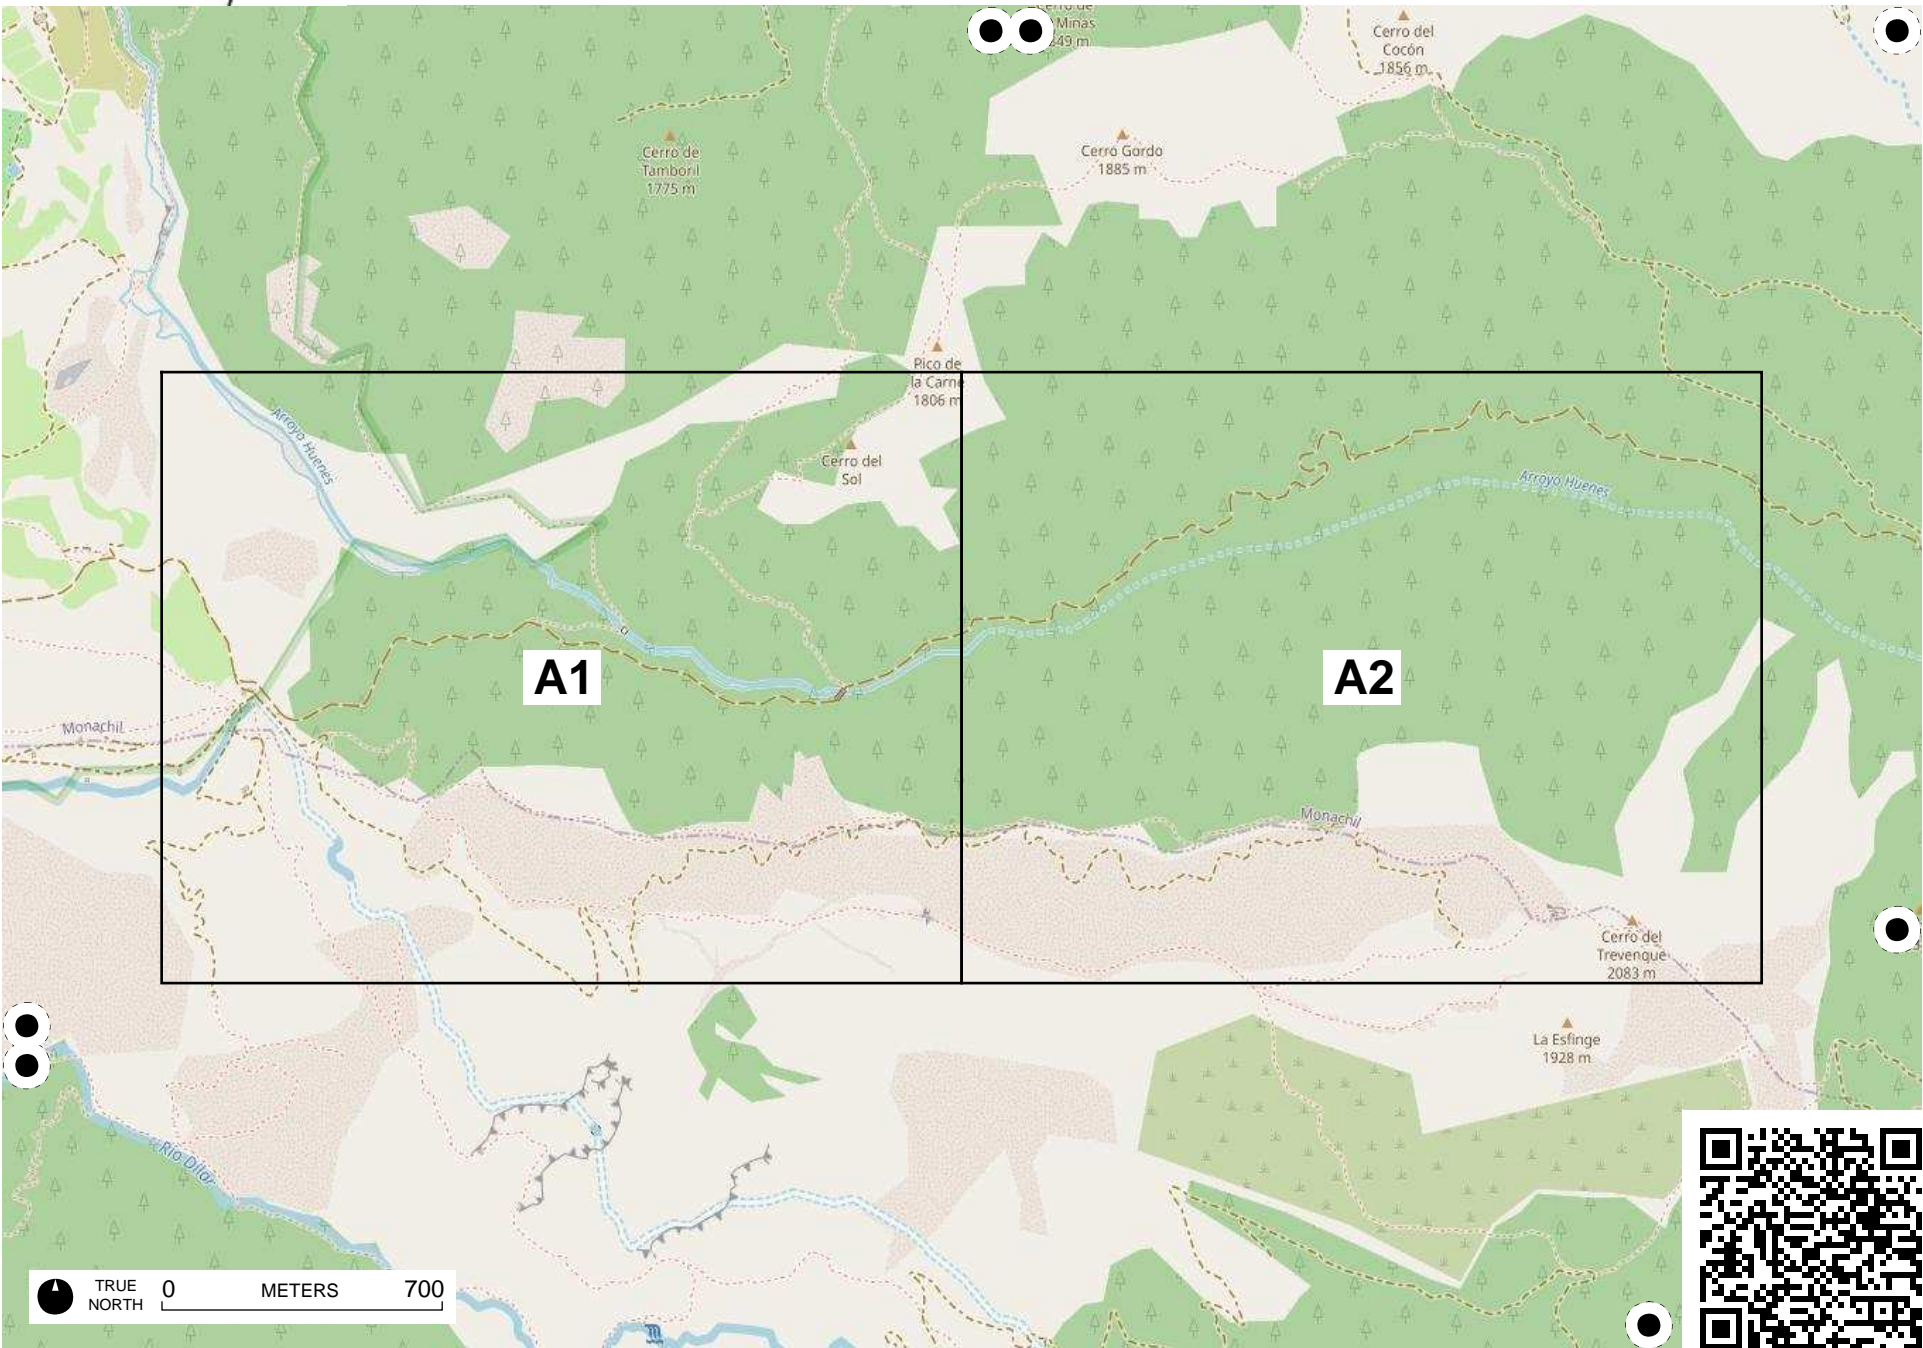 Minas
349 m
Cerro del
Cocón
1856 m
Cerro de
Tamboril
1775 m
Cerro Gordo
1885 m
Pico de
la Carne
1806 m
Arroyo Huenes
Cerro del
Sol
Arroyo Huenes
A1
A2
Monachil
Monachil
Cerro del
Trevenque
2083 m
La Esfinge
1928 m
Río Dílar
TRUE
NORTH
0 METERS 700